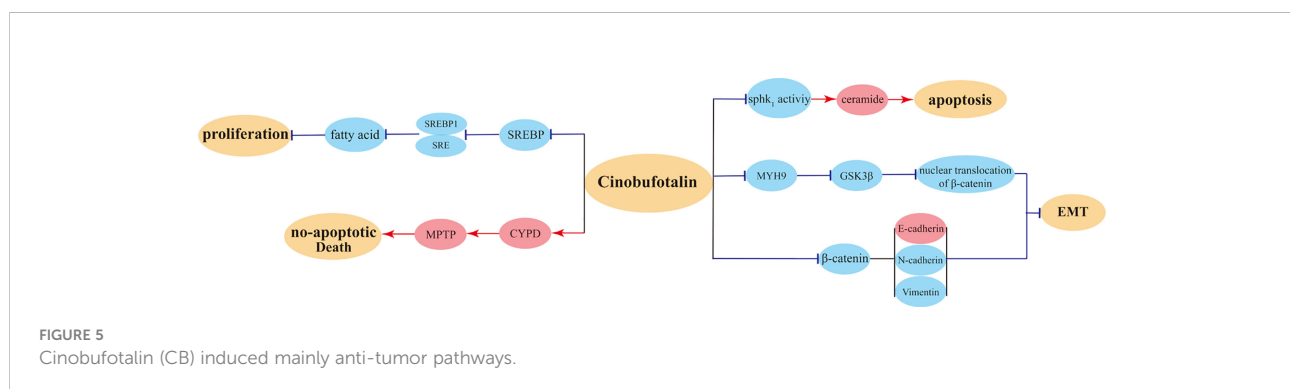 proliferation
fatty acid
SREBP1
SRE
SREBP
no-apoptotic
Death
MPTP
CYPD
Cinobufotalin
sphk1 activiy
ceramide
apoptosis
MYH9
GSK3β
nuclear translocation
of β-catenin
EMT
β-catenin
E-cadherin
N-cadherin
Vimentin
FIGURE 5
Cinobufotalin (CB) induced mainly anti-tumor pathways.